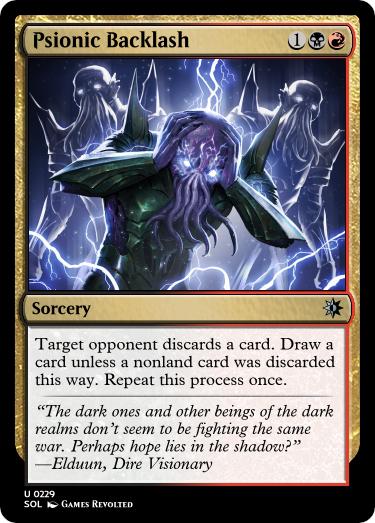 Psionic Backlash 1
Sorcery
Target opponent discards a card. Draw a
card unless a nonland card was discarded
this way. Repeat this process once.
"The dark ones and other beings of the dark
realms don't seem to be fighting the same
war. Perhaps hope lies in the shadow?"
—Elduun, Dire Visionary
U 0229
SOL Games Revolted